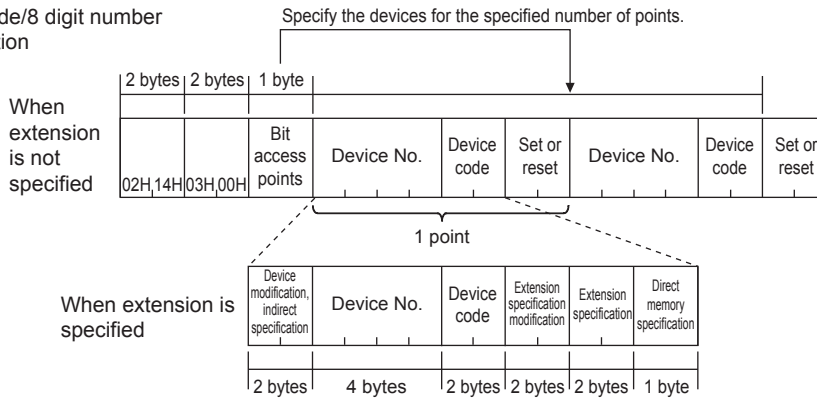 de/8 digit number
tion
Specify the devices for the specified number of points.
2 bytes 2 bytes 1 byte
When
extension
is not
specified
02H,14H 03H,00H
Bit
access
points
Device No.
Device
code
Set or
reset
Device No.
Device
code
Set or
reset
1 point
When extension is
specified
Device
modification,
indirect
specification
Device No.
Device
code
Extension
specification
modification
Extension
specification
Direct
memory
specification
2 bytes 4 bytes 2 bytes 2 bytes 2 bytes 1 byte